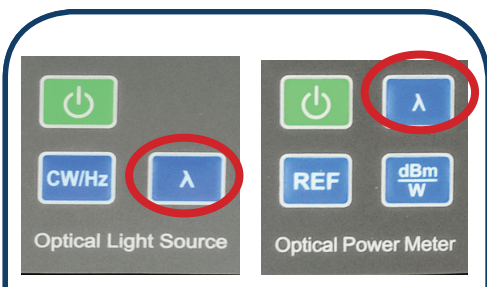 λ
CW/Hz
λ
REF
dBm
W
Optical Light Source
Optical Power Meter